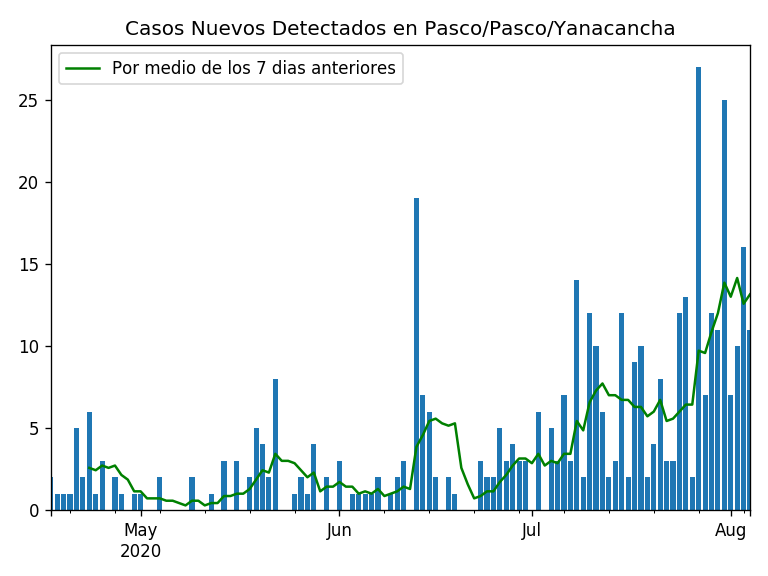 Casos Nuevos Detectados en Pasco/Pasco/Yanacancha
Por medio de los 7 dias anteriores
25
20
15
10
5
0
May Jun Jul Aug
2020